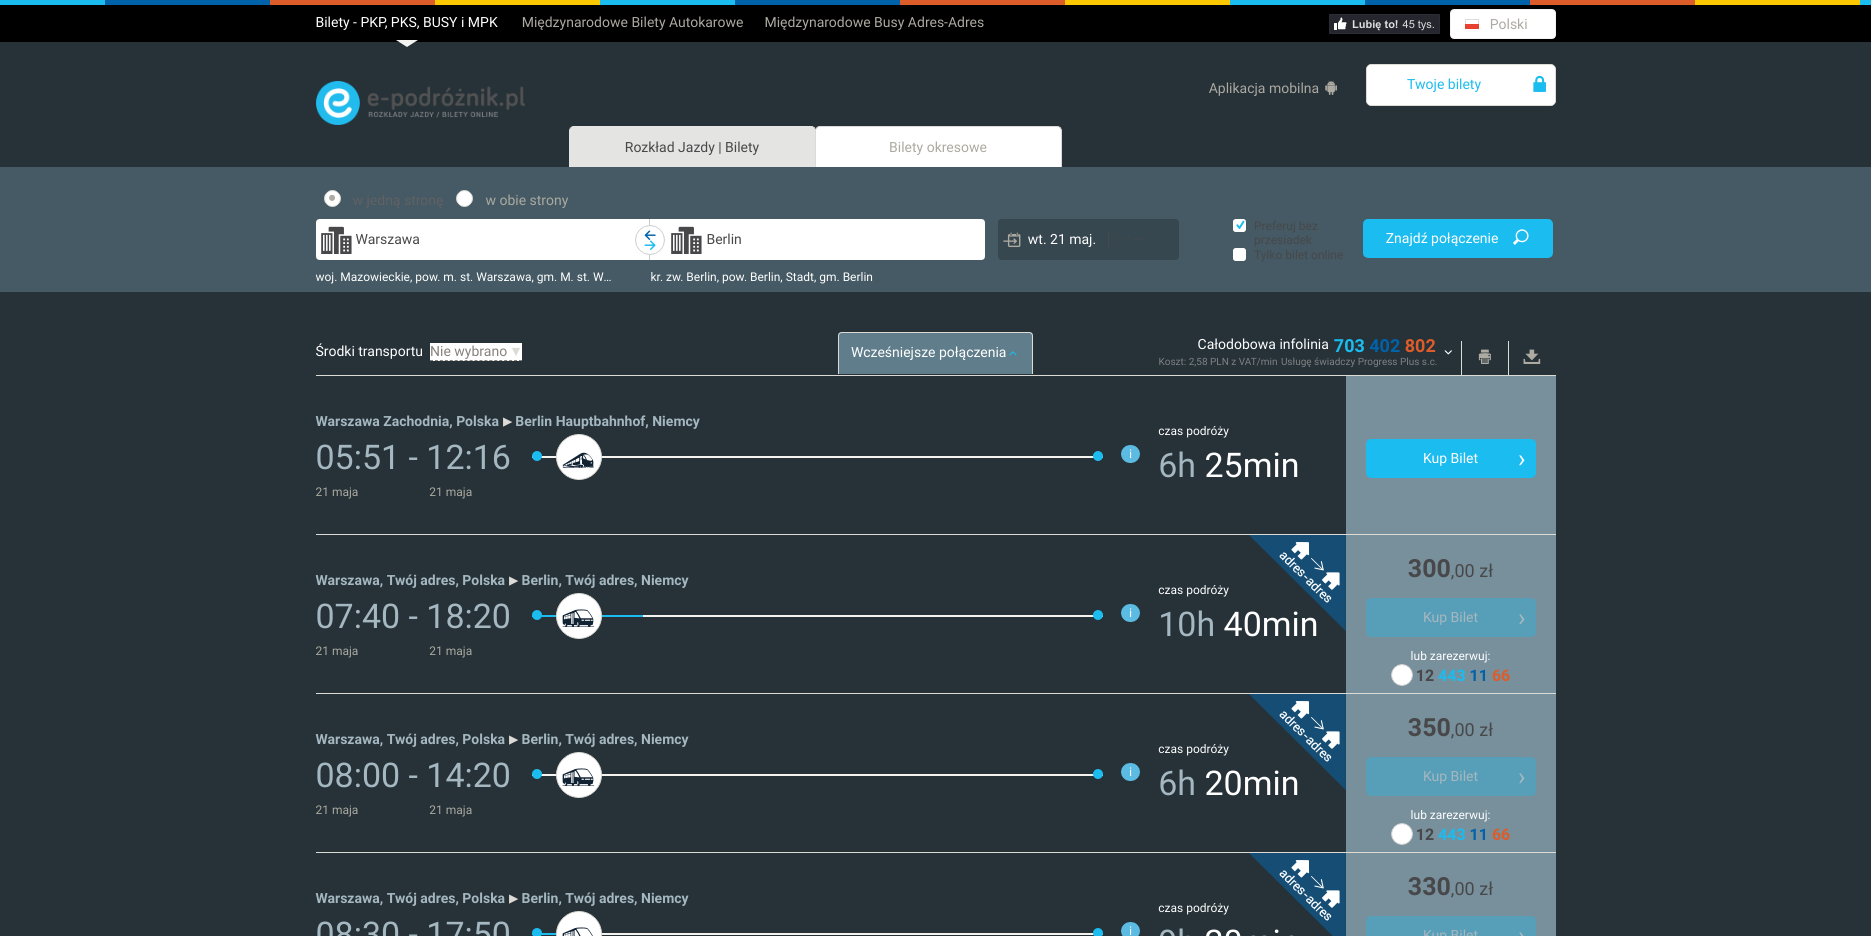 Bilety - PKP, PKS, BUSY i MPK
Międzynarodowe Bilety Autokarowe
Międzynarodowe Busy Adres-Adres
Lubię to! 45 tys.
Polski
e-podróżnik.pl
ROZKŁADY JAZDY / BILETY ONLINE
Aplikacja mobilna
Twoje bilety
Rozkład Jazdy | Bilety
Bilety okresowe
w jedną stronę
w obie strony
Warszawa
Berlin
wt. 21 maj.
Preferuj bez
przesiadek
Tylko bilet online
Znajdź połączenie
woj. Mazowieckie, pow. m. st. Warszawa, gm. M. st. W...
kr. zw. Berlin, pow. Berlin, Stadt, gm. Berlin
Środki transportu Nie wybrano
Wcześniejsze połączenia
Całodobowa infolinia 703 402 802
Koszt: 2,58 PLN z VAT/min Usługę świadczy Progress Plus s.c.
Warszawa Zachodnia, Polska ▶ Berlin Hauptbahnhof, Niemcy
05:51 - 12:16
21 maja
21 maja
i
czas podróży
6h 25min
Kup Bilet
Warszawa, Twój adres, Polska ▶ Berlin, Twój adres, Niemcy
07:40 - 18:20
21 maja
21 maja
i
czas podróży
10h 40min
adres-adres
300,00 zł
Kup Bilet
lub zarezerwuj:
12 443 11 66
Warszawa, Twój adres, Polska ▶ Berlin, Twój adres, Niemcy
08:00 - 14:20
21 maja
21 maja
i
czas podróży
6h 20min
adres-adres
350,00 zł
Kup Bilet
lub zarezerwuj:
12 443 11 66
Warszawa, Twój adres, Polska ▶ Berlin, Twój adres, Niemcy
08:30 - 17:50
i
czas podróży
9h 20min
adres-adres
330,00 zł
Kup Bilet